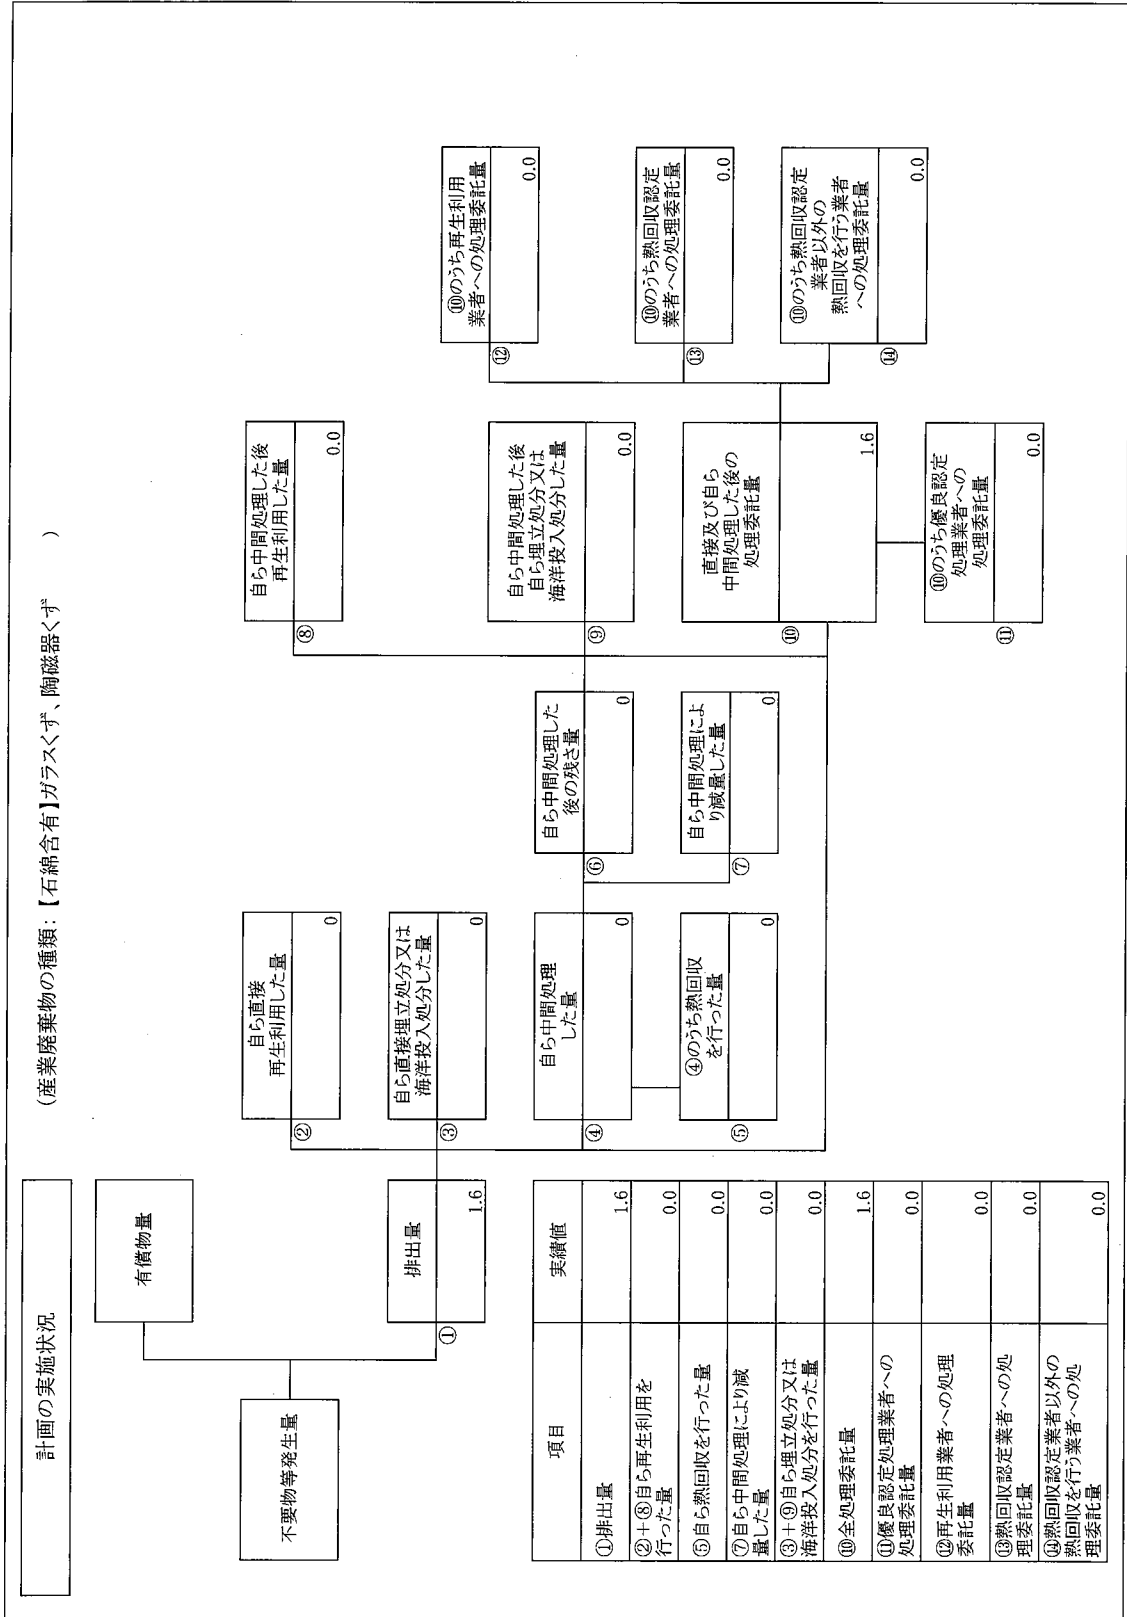 計画の実施状況
(産業廃棄物の種類：【石綿含有】ガラスくず、陶磁器くず　　　)
不要物等発生量
有償物量
①
排出量
1.6
②
自ら直接
再生利用した量
0
③
自ら直接埋立処分又は
海洋投入処分した量
0
④
自ら中間処理
した量
0
⑤
④のうち熱回収
を行った量
0
⑥
自ら中間処理した
後の残さ量
0
⑦
自ら中間処理によ
り減量した量
0
⑧
自ら中間処理した後
再生利用した量
0.0
⑨
自ら中間処理した後
自ら埋立処分又は
海洋投入処分した量
0.0
⑩
直接及び自ら
中間処理した後の
処理委託量
1.6
⑪
⑩のうち優良認定
処理業者への
処理委託量
0.0
⑫
⑩のうち再生利用
業者への処理委託量
0.0
⑬
⑩のうち熱回収認定
業者への処理委託量
0.0
⑭
⑩のうち熱回収認定
業者以外の
熱回収を行う業者
への処理委託量
0.0
項目 実績値
①排出量 1.6
②＋⑧自ら再生利用を
行った量 0.0
⑤自ら熱回収を行った量 0.0
⑦自ら中間処理により減
量した量 0.0
③＋⑨自ら埋立処分又は
海洋投入処分を行った量 0.0
⑩全処理委託量 1.6
⑪優良認定処理業者への
処理委託量 0.0
⑫再生利用業者への処理
委託量 0.0
⑬熱回収認定業者への処
理委託量 0.0
⑭熱回収認定業者以外の
熱回収を行う業者への処
理委託量 0.0